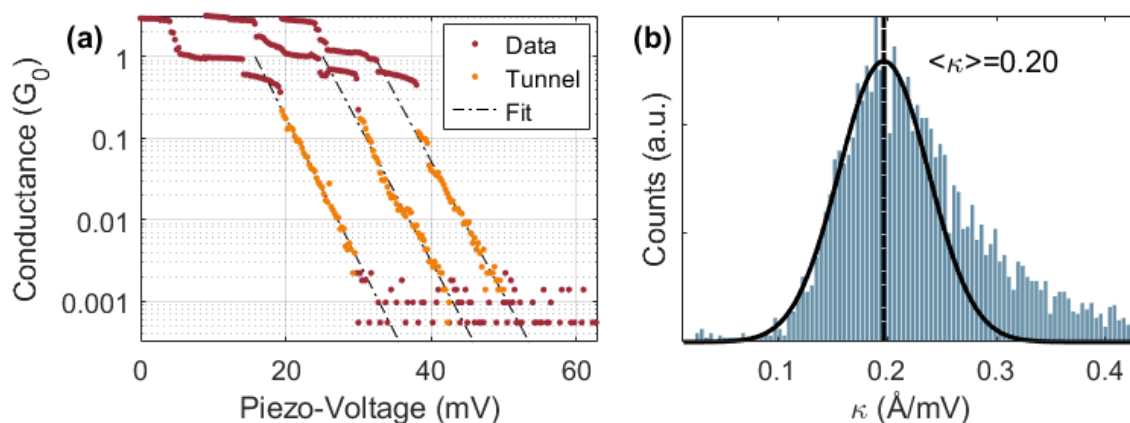 (a)
Data
Tunnel
Fit
Conductance (G₀)
1
0.1
0.01
0.001
0
20
40
60
Piezo-Voltage (mV)
(b)
<κ>=0.20
Counts (a.u.)
0.1
0.2
0.3
0.4
κ (Å/mV)